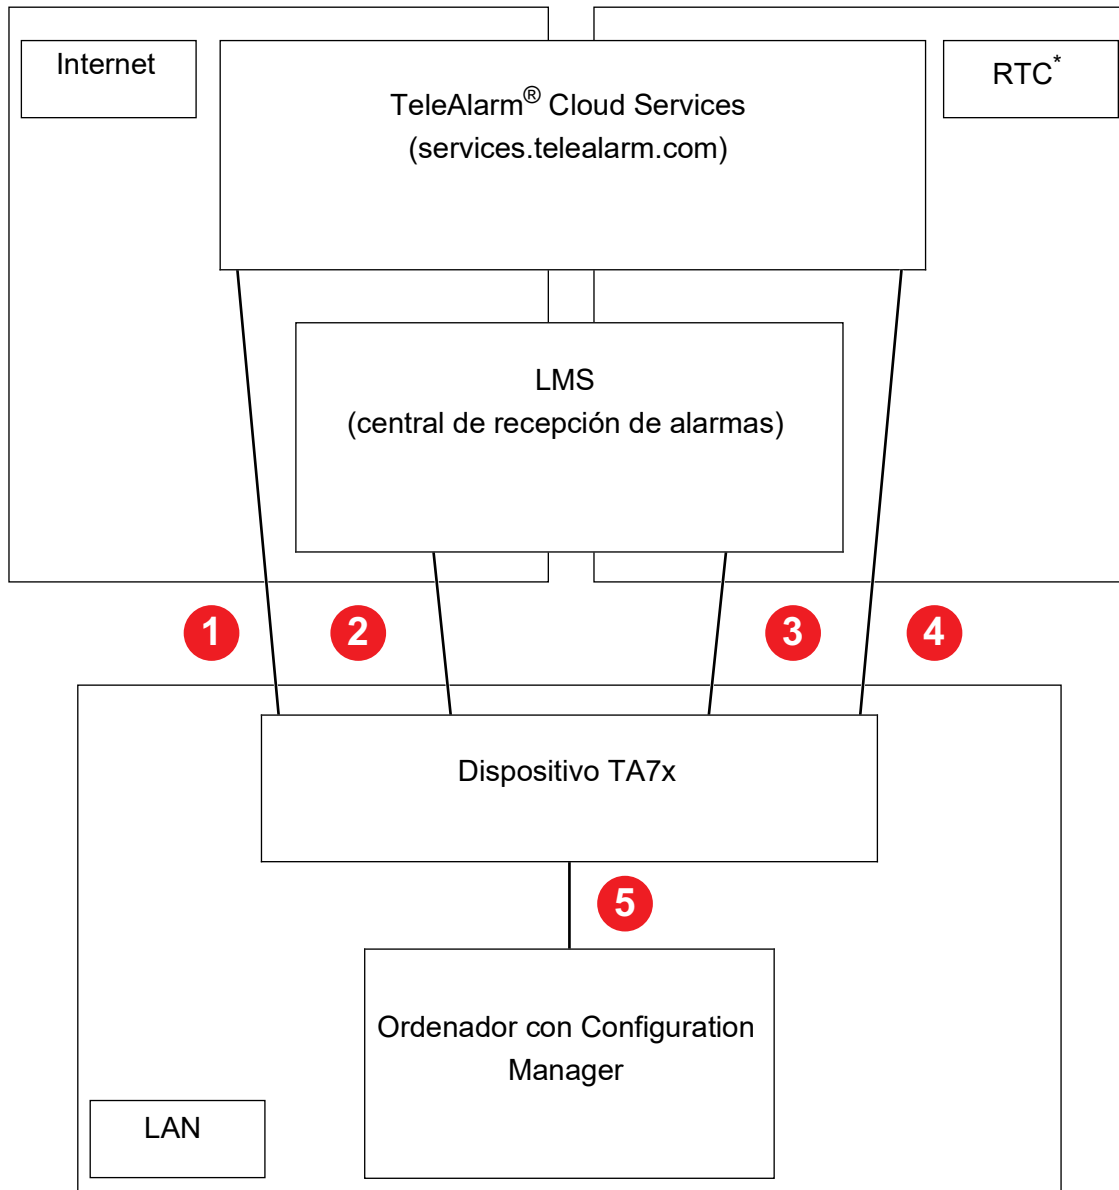 Internet
TeleAlarm® Cloud Services
(services.telealarm.com)
RTC*
LMS
(central de recepción de alarmas)
1
2
3
4
Dispositivo TA7x
5
Ordenador con Configuration
Manager
LAN